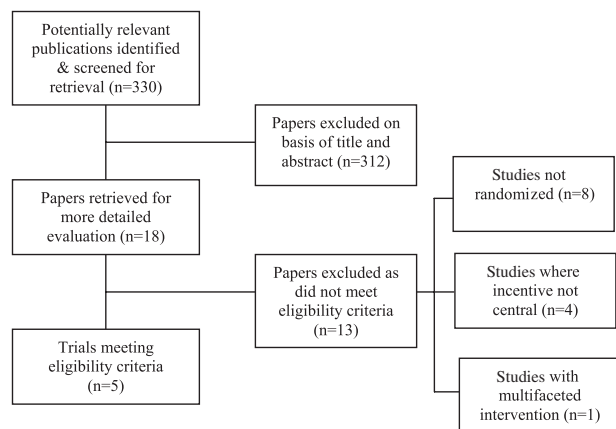 Potentially relevant
publications identified
& screened for
retrieval (n=330)
Papers excluded on
basis of title and
abstract (n=312)
Papers retrieved for
more detailed
evaluation (n=18)
Papers excluded as
did not meet
eligibility criteria
(n=13)
Studies not
randomized (n=8)
Studies where
incentive not
central (n=4)
Studies with
multifaceted
intervention (n=1)
Trials meeting
eligibility criteria
(n=5)